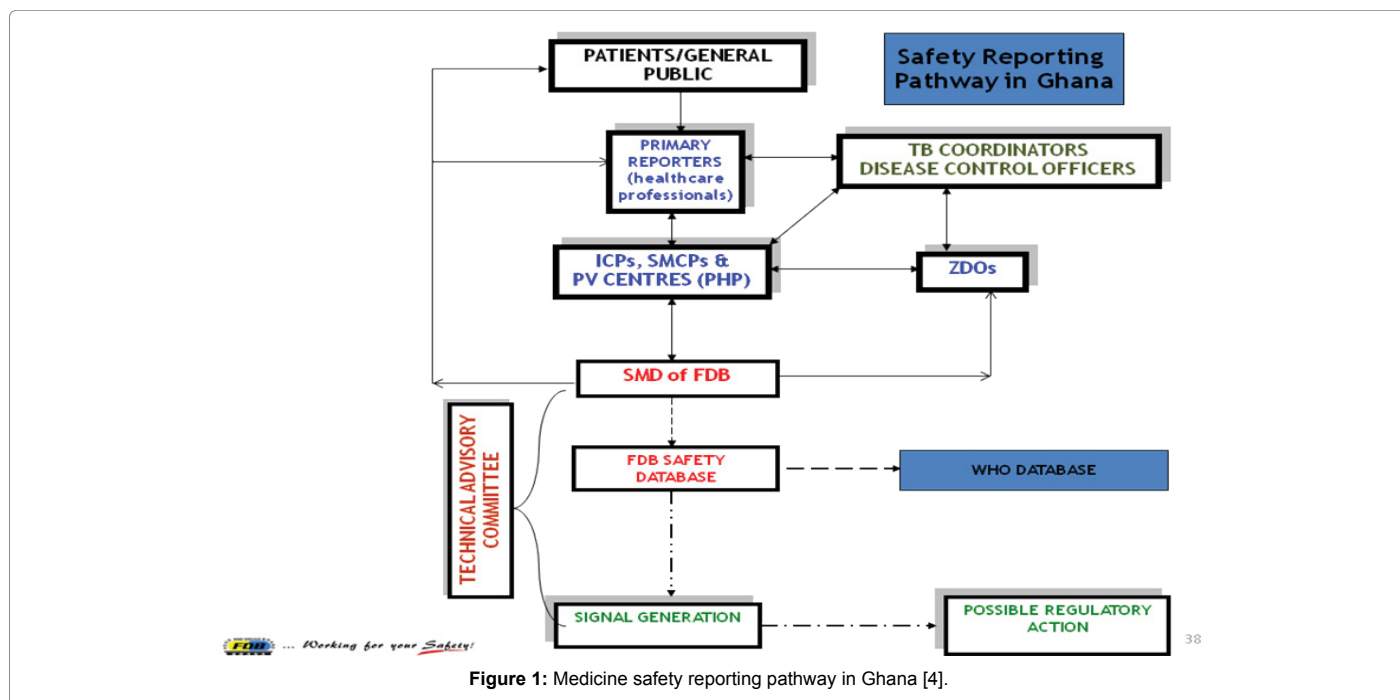 PATIENTS/GENERAL
PUBLIC
Safety Reporting
Pathway in Ghana
PRIMARY
REPORTERS
(healthcare
professionals)
TB COORDINATORS
DISEASE CONTROL OFFICERS
ICPs, SMCPs &
PV CENTRES (PHP)
ZDOs
SMD of FDB
TECHNICAL ADVISORY
COMMITTEE
FDB SAFETY
DATABASE
WHO DATABASE
SIGNAL GENERATION
POSSIBLE REGULATORY
ACTION
FDB ... Working for your Safety!
38
Figure 1: Medicine safety reporting pathway in Ghana [4].